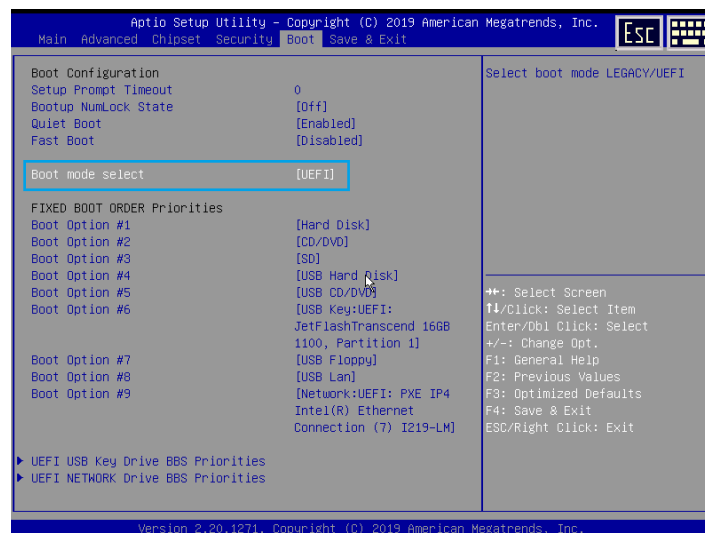 Aptio Setup Utility – Copyright (C) 2019 American Megatrends, Inc.
Main Advanced Chipset Security Boot Save & Exit
Esc
Boot Configuration
Setup Prompt Timeout 0
Bootup NumLock State [Off]
Quiet Boot [Enabled]
Fast Boot [Disabled]
Boot mode select [UEFI]
FIXED BOOT ORDER Priorities
Boot Option #1 [Hard Disk]
Boot Option #2 [CD/DVD]
Boot Option #3 [SD]
Boot Option #4 [USB Hard Disk]
Boot Option #5 [USB CD/DVD]
Boot Option #6 [USB Key:UEFI:
JetFlashTranscend 16GB
1100, Partition 1]
Boot Option #7 [USB Floppy]
Boot Option #8 [USB Lan]
Boot Option #9 [Network:UEFI: PXE IP4
Intel(R) Ethernet
Connection (7) I219-LM]
UEFI USB Key Drive BBS Priorities
UEFI NETWORK Drive BBS Priorities
Select boot mode LEGACY/UEFI
→←: Select Screen
↑↓/Click: Select Item
Enter/Dbl Click: Select
+/-: Change Opt.
F1: General Help
F2: Previous Values
F3: Optimized Defaults
F4: Save & Exit
ESC/Right Click: Exit
Version 2.20.1271. Copyright (C) 2019 American Megatrends, Inc.